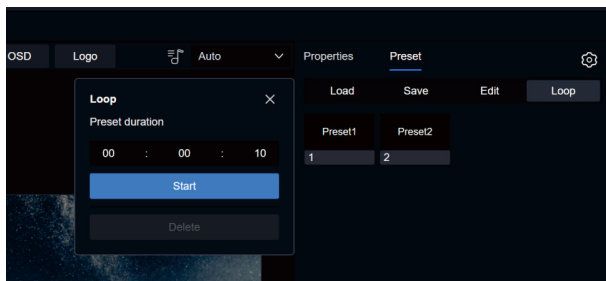 OSD Logo Auto Properties Preset
Load Save Edit Loop
Preset1 Preset2
1 2
Loop
Preset duration
00 : 00 : 10
Start
Delete